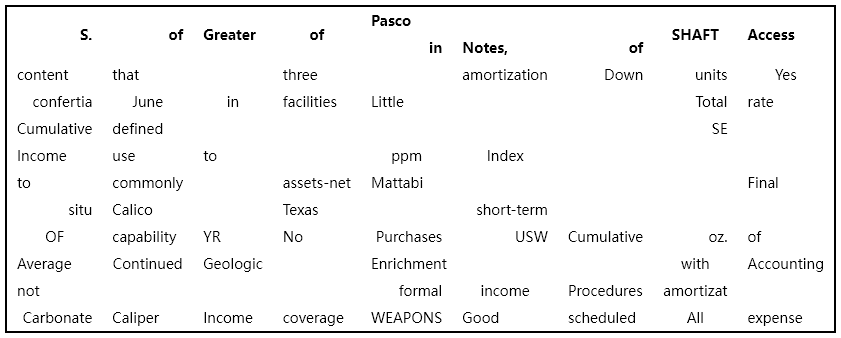 S. of Greater of Pasco in Notes, of SHAFT Access
content that three amortization Down units Yes
confertia June in facilities Little Total rate
Cumulative defined SE
Income use to ppm Index
to commonly assets-net Mattabi Final
situ Calico Texas short-term
OF capability YR No Purchases USW Cumulative oz. of
Average Continued Geologic Enrichment with Accounting
not formal income Procedures amortizat
Carbonate Caliper Income coverage WEAPONS Good scheduled All expense